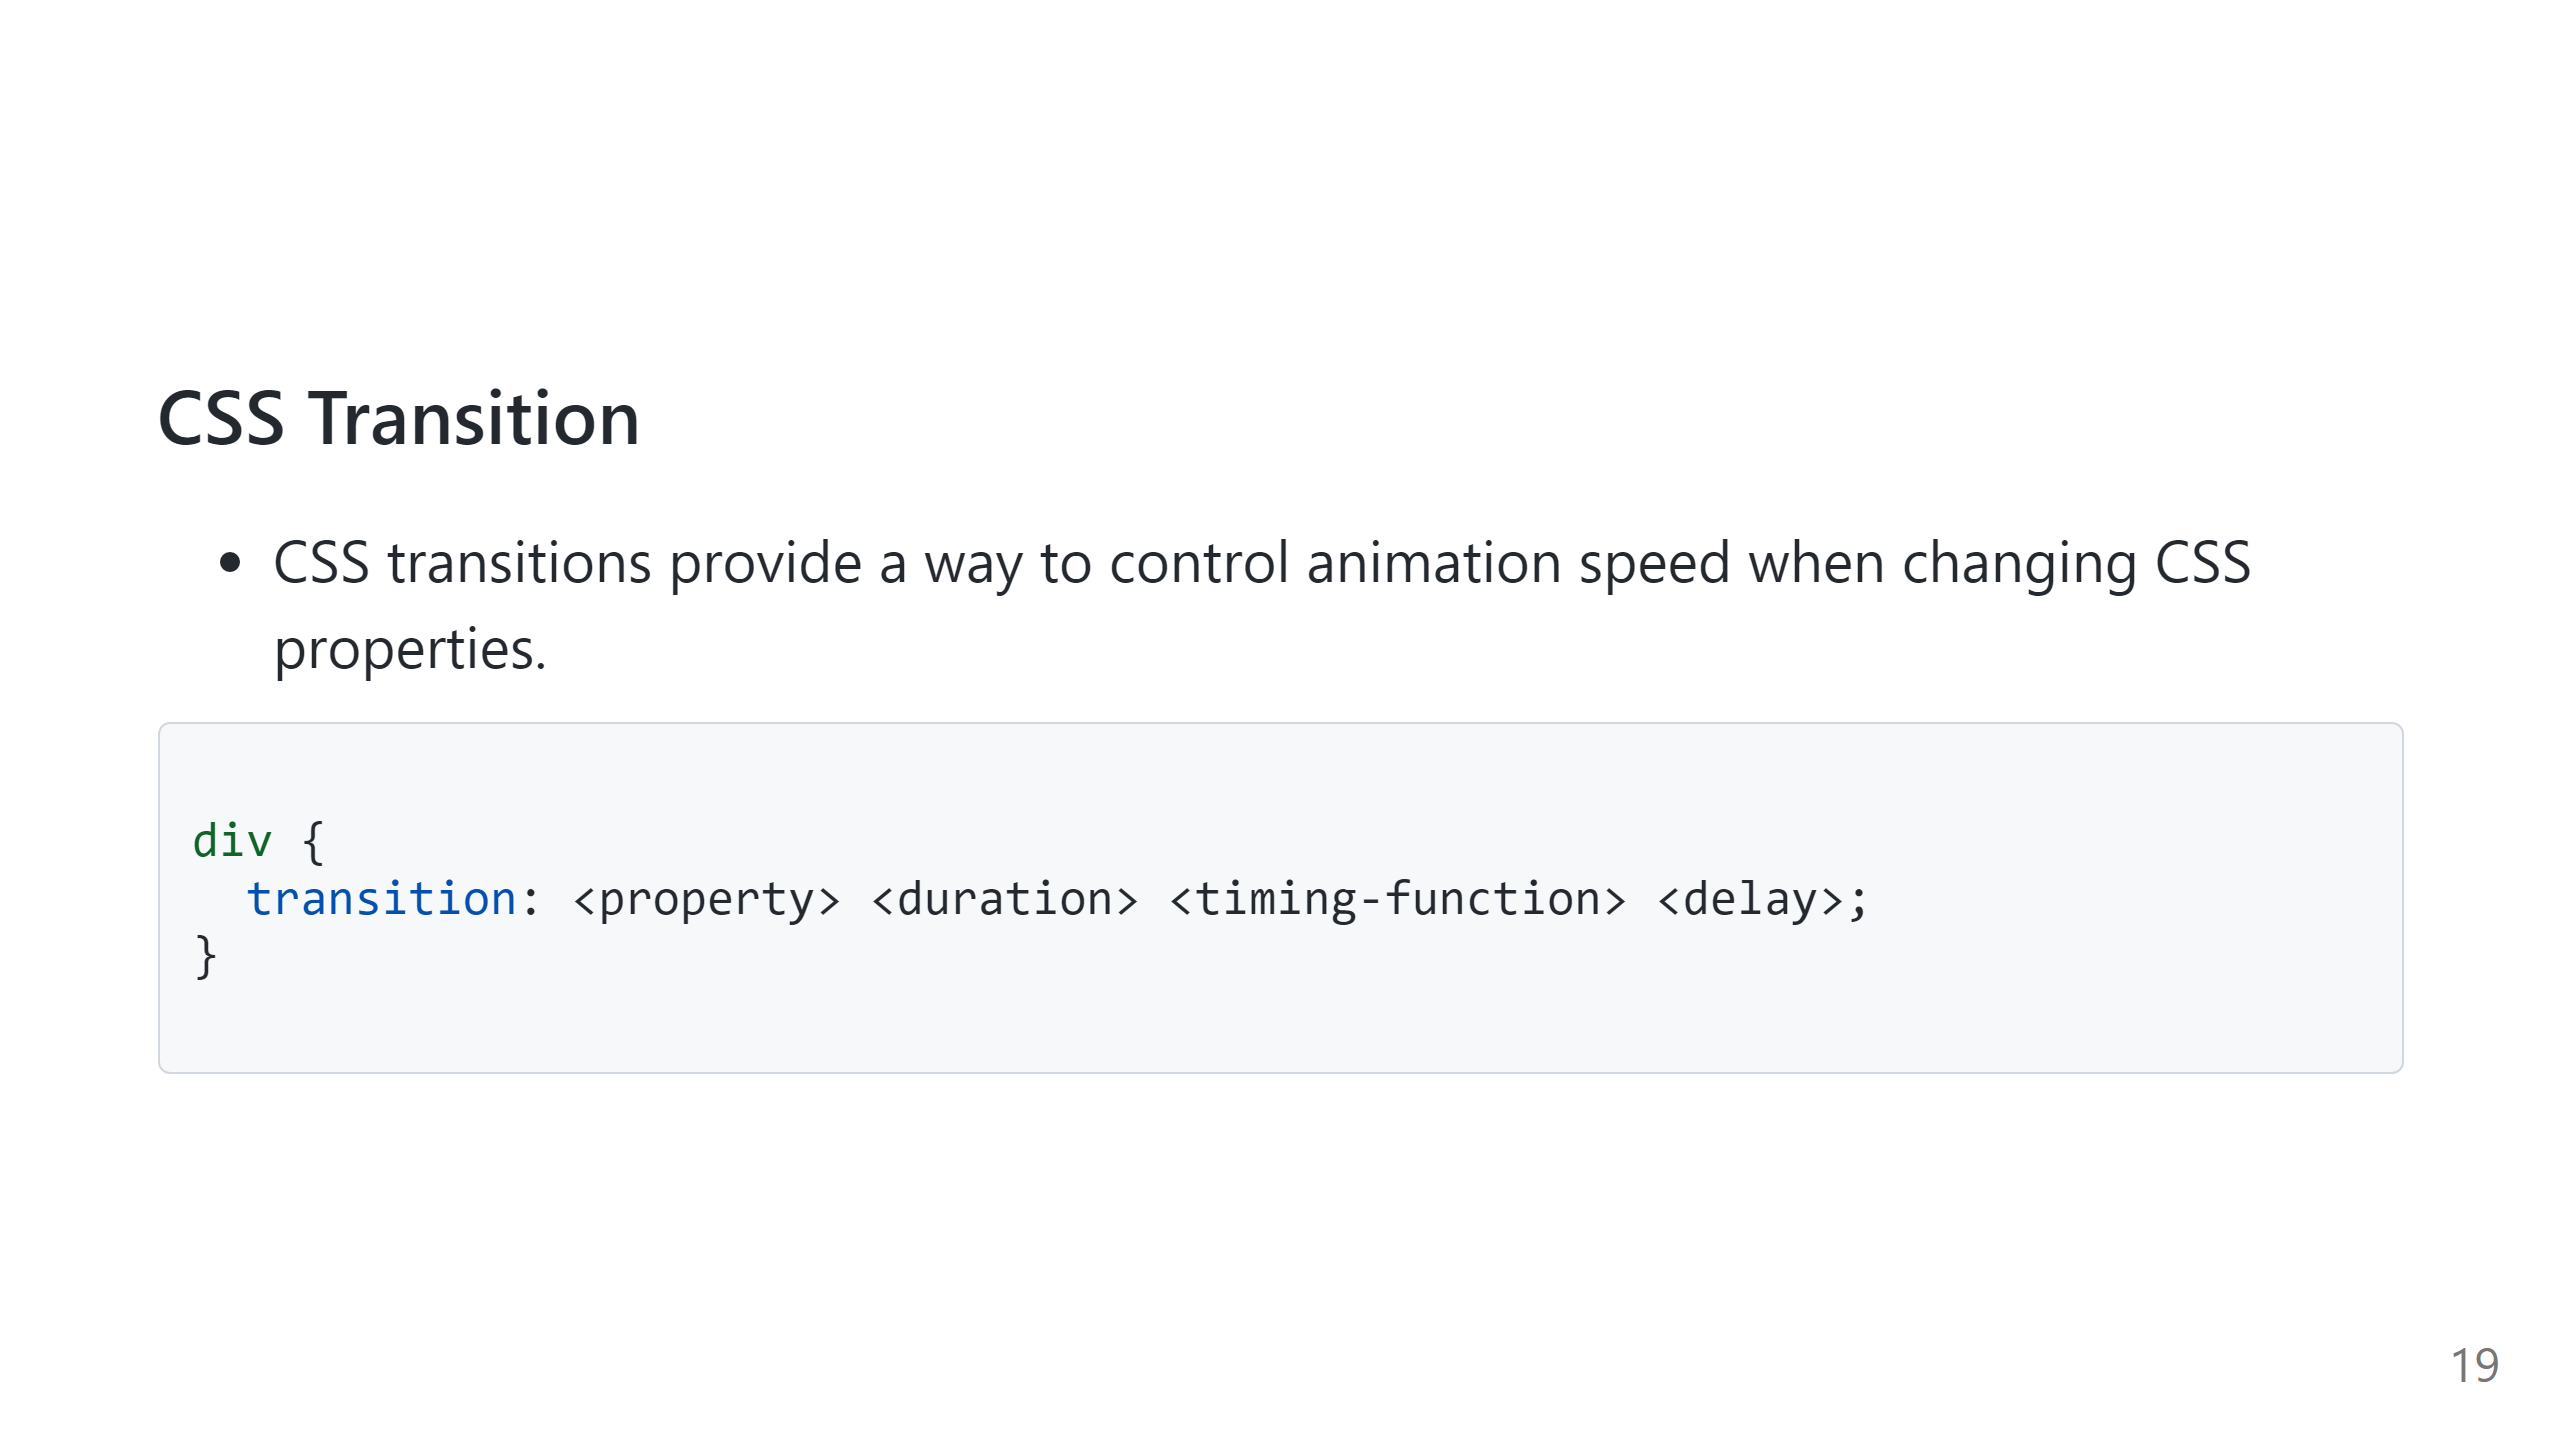 CSS Transition
• CSS transitions provide a way to control animation speed when changing CSS
properties.
div {
  transition: <property> <duration> <timing-function> <delay>;
}
19